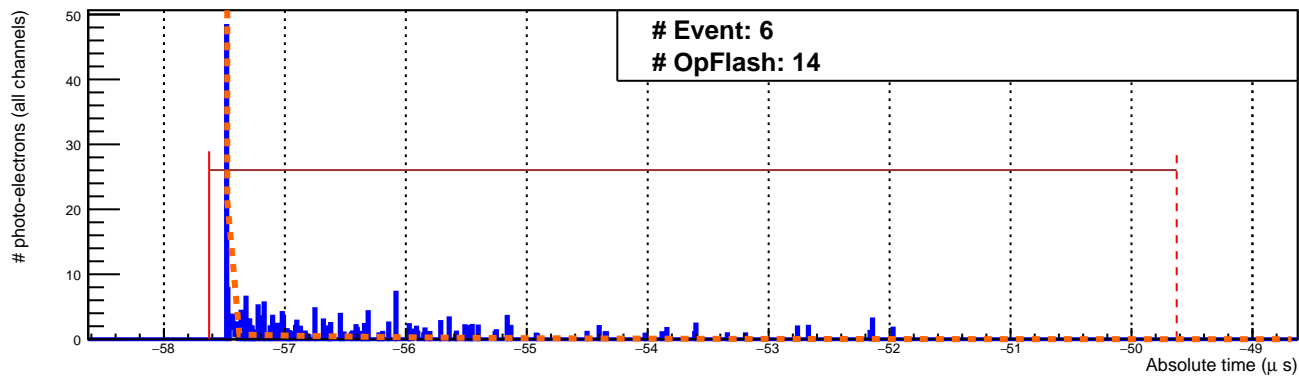 # Event: 6
# OpFlash: 14
# photo-electrons (all channels)
50
40
30
20
10
0
−58 −57 −56 −55 −54 −53 −52 −51 −50 −49
Absolute time (μ s)